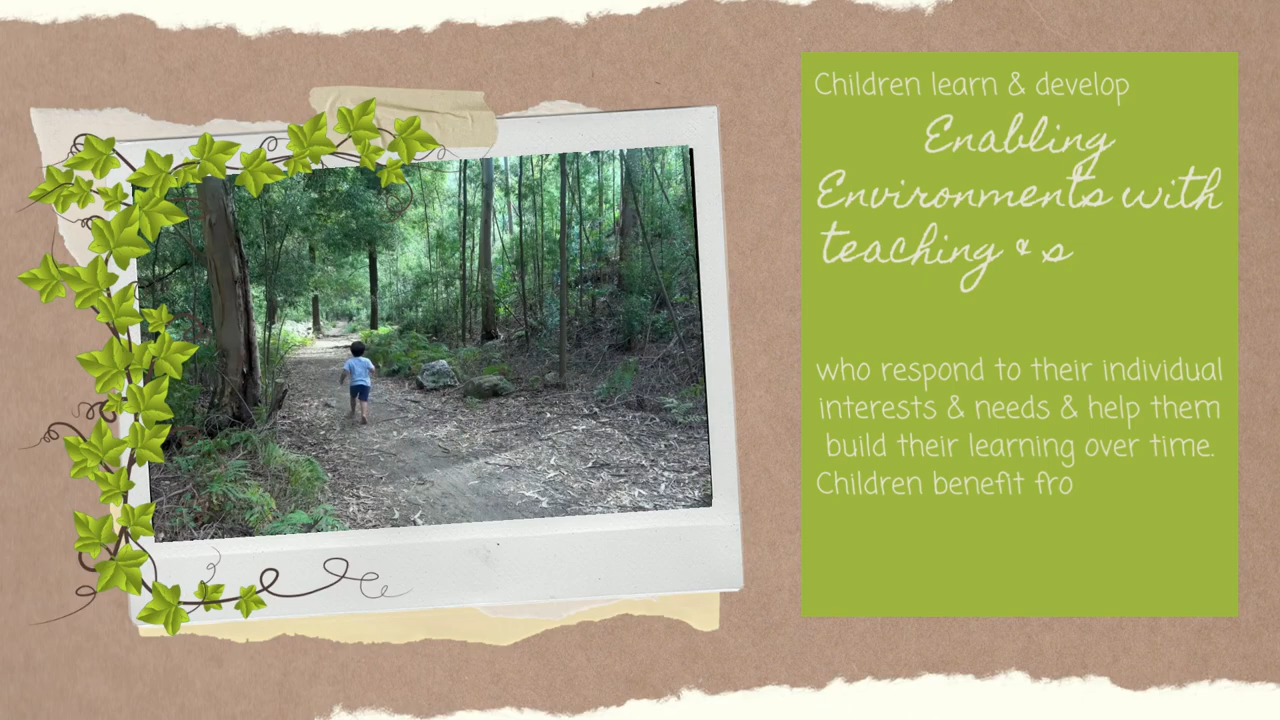 Children learn & develop
Enabling
Environments with
teaching & s
who respond to their individual
interests & needs & help them
build their learning over time.
Children benefit fro